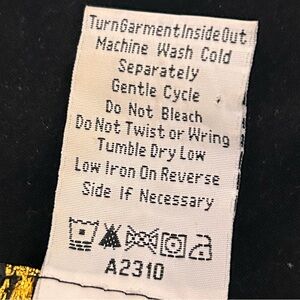 TurnGarmentInsideOut
Machine Wash Cold
Separately
Gentle Cycle
Do Not Bleach
Do Not Twist or Wring
Tumble Dry Low
Low Iron On Reverse
Side If Necessary
A2310